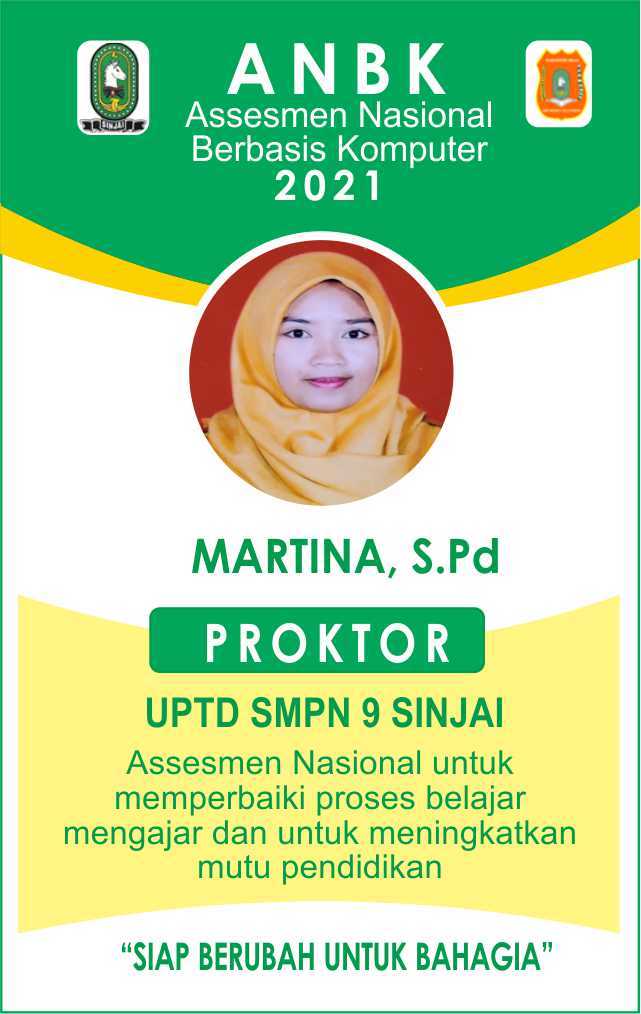 ANBK
Assesmen Nasional
Berbasis Komputer
2021
SINJAI
MARTINA, S.Pd
PROKTOR
UPTD SMPN 9 SINJAI
Assesmen Nasional untuk
memperbaiki proses belajar
mengajar dan untuk meningkatkan
mutu pendidikan
“SIAP BERUBAH UNTUK BAHAGIA”